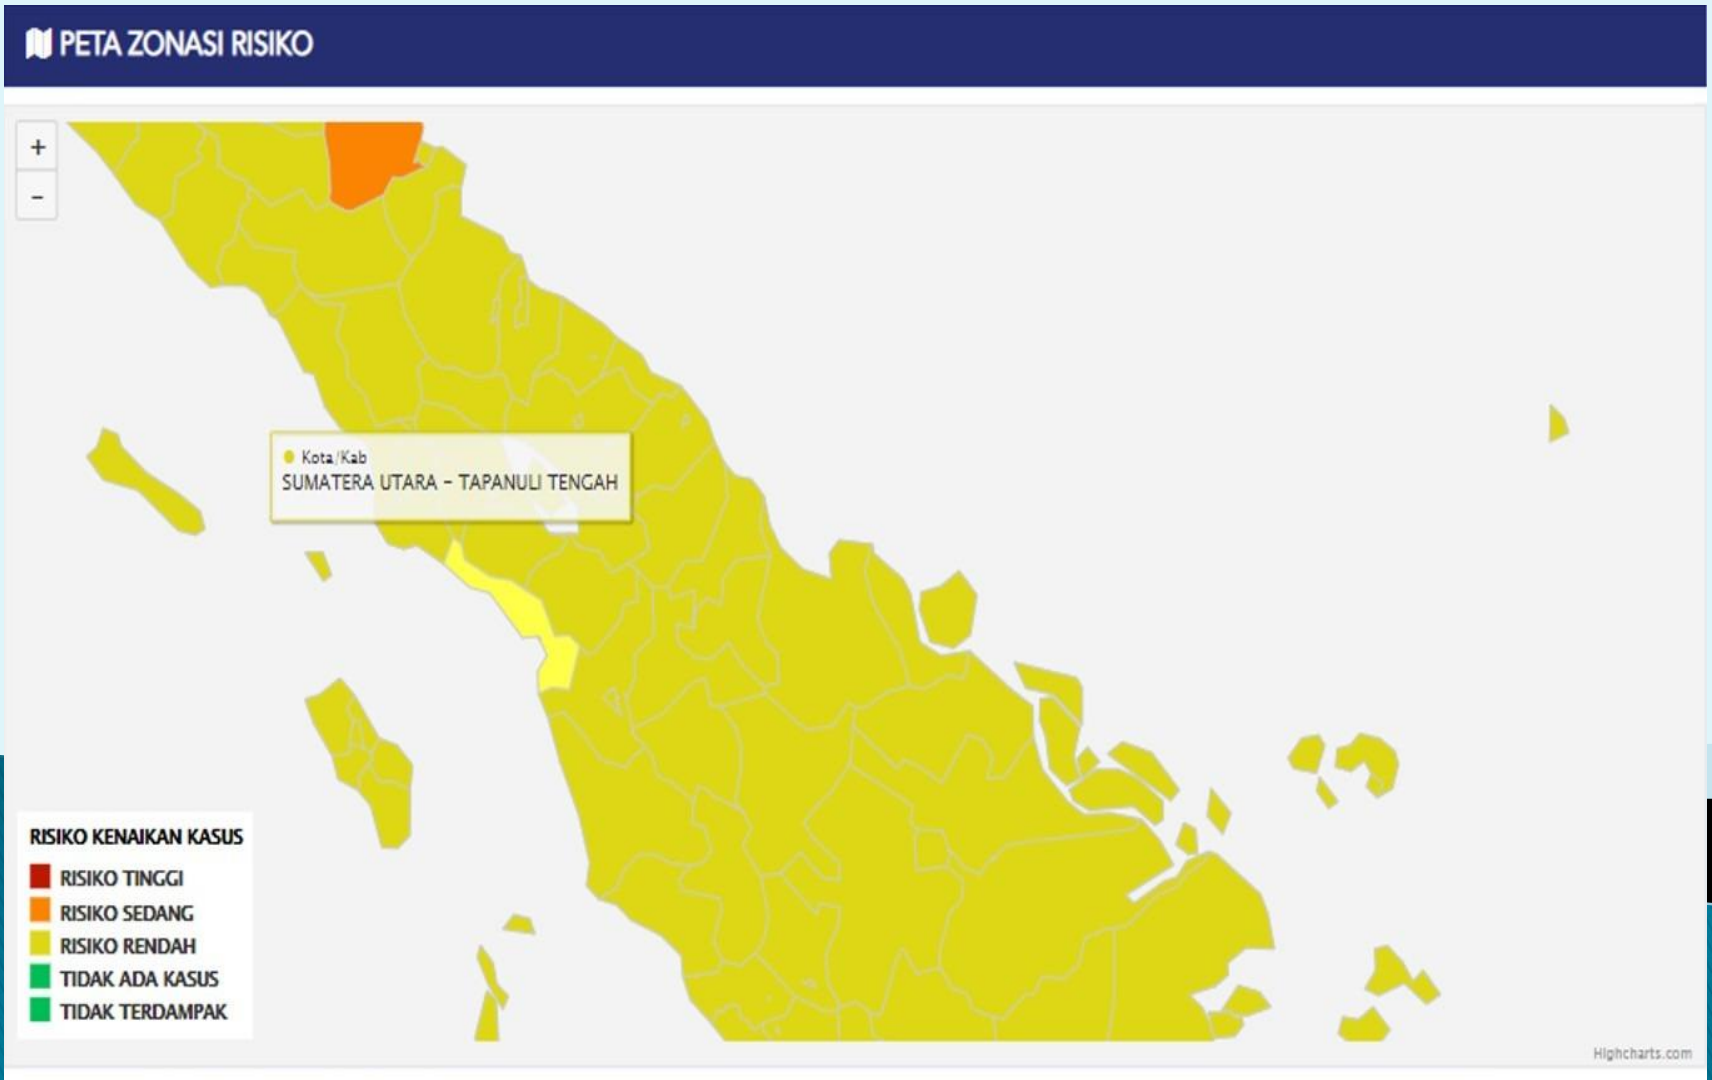 PETA ZONASI RISIKO
+
−
Kota/Kab
SUMATERA UTARA - TAPANULI TENGAH
RISIKO KENAIKAN KASUS
RISIKO TINGGI
RISIKO SEDANG
RISIKO RENDAH
TIDAK ADA KASUS
TIDAK TERDAMPAK
Highcharts.com